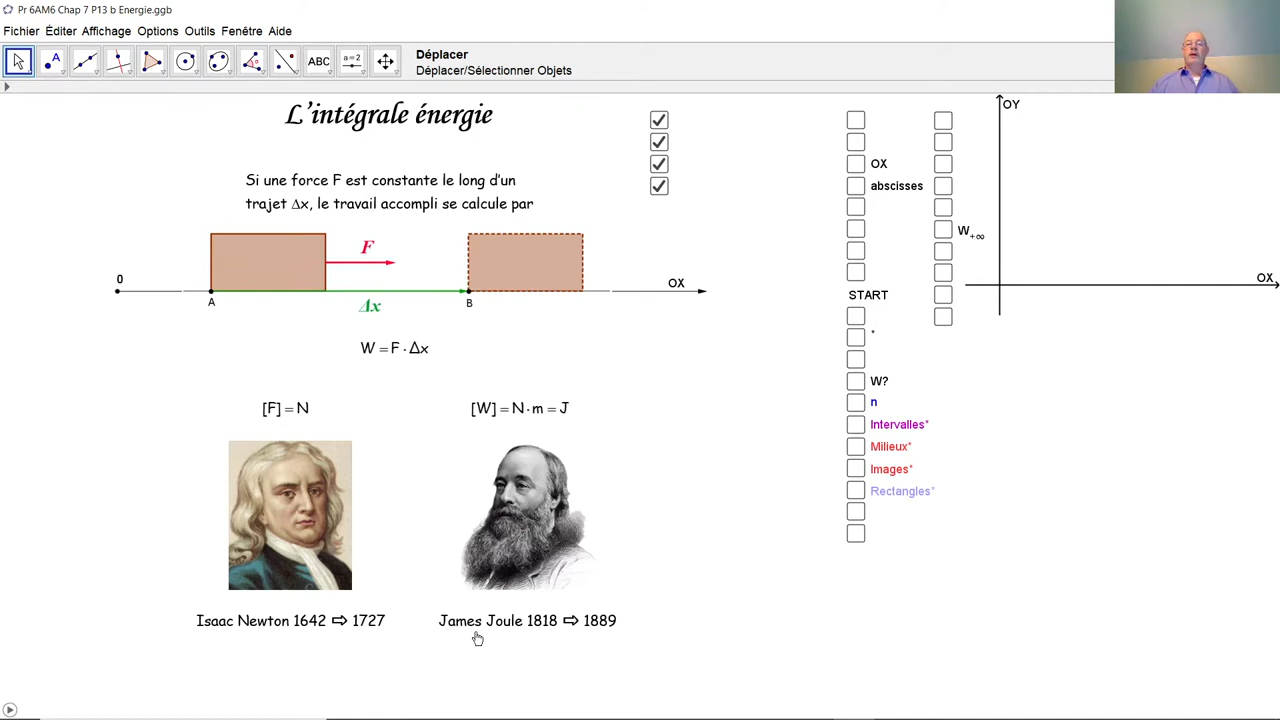 Pr 6AM6 Chap 7 P13 b Energie.ggb
Fichier Éditer Affichage Options Outils Fenêtre Aide
A
ABC
a=2
Déplacer
Déplacer/Sélectionner Objets
L'intégrale énergie
Si une force F est constante le long d'un
trajet Δx, le travail accompli se calcule par
F
0
OX
A
Δx
B
W = F · Δx
[F] = N
[W] = N · m = J
Isaac Newton 1642 ⇨ 1727
James Joule 1818 ⇨ 1889
OX
abscisses
START
*
W?
n
Intervalles*
Milieux*
Images*
Rectangles*
W+∞
OY
OX